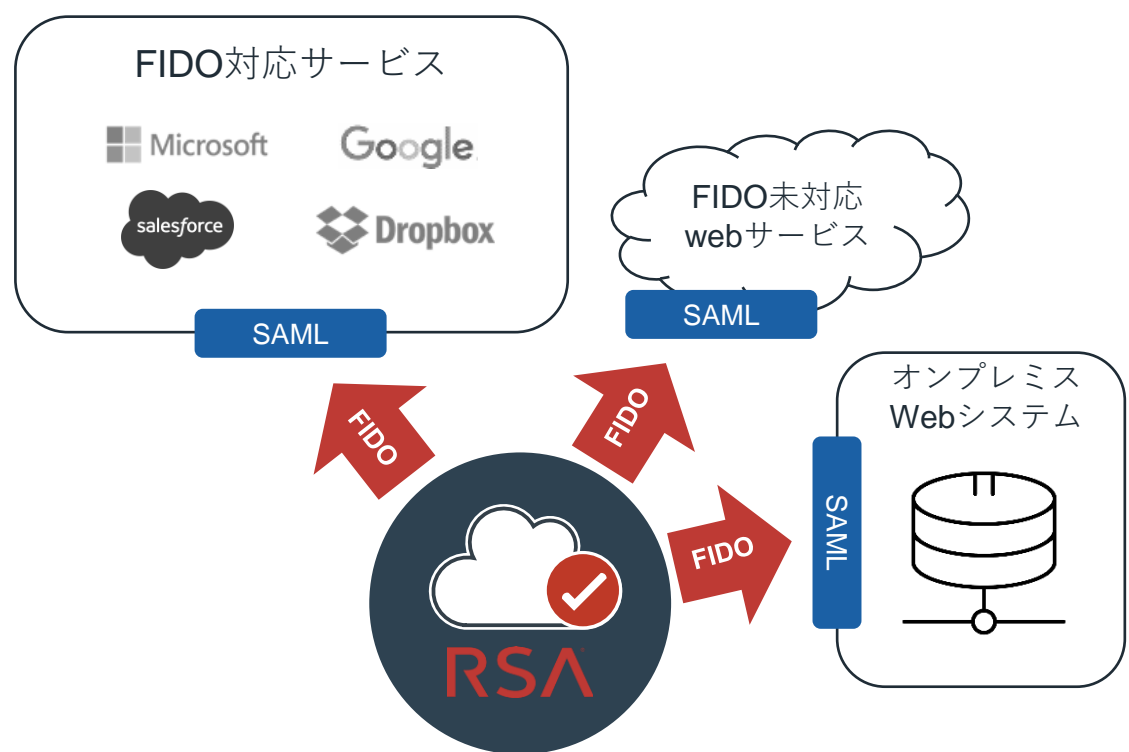 FIDO対応サービス
Microsoft
Google
salesforce
Dropbox
SAML
FIDO未対応
webサービス
SAML
オンプレミス
Webシステム
SAML
FIDO
FIDO
FIDO
RSA